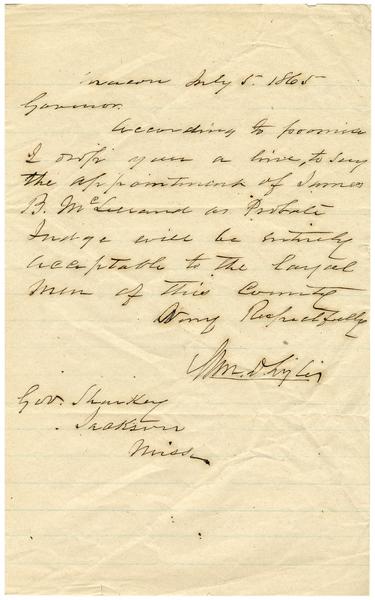 Macon July 5. 1865
Governor.
According to promise
I drop you a line, to say
the appointment of James
B. McLelland as Probate
Judge will be entirely
acceptable to the loyal
men of this County
Very Respectfully
Wm.
Gov. Sharkey
Jackson
Miss.